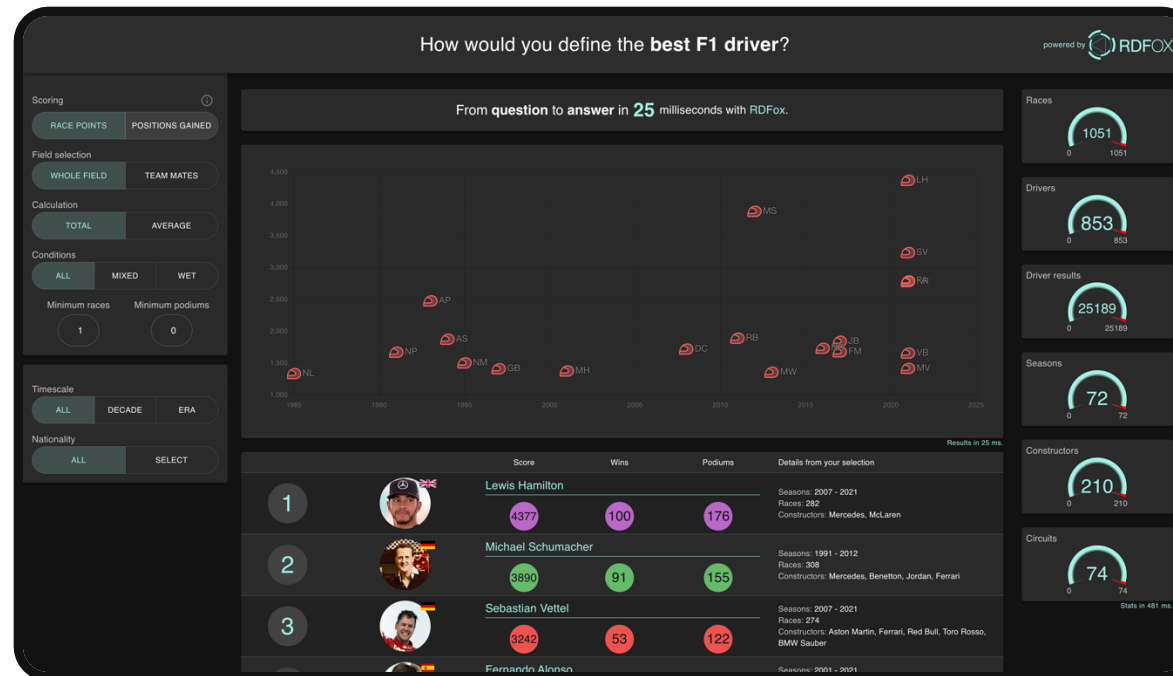 How would you define the best F1 driver?
powered by RDFOX
Scoring
RACE POINTS POSITIONS GAINED
Field selection
WHOLE FIELD TEAM MATES
Calculation
TOTAL AVERAGE
Conditions
ALL MIXED WET
Minimum races Minimum podiums
1 0
Timescale
ALL DECADE ERA
Nationality
ALL SELECT
From question to answer in 25 milliseconds with RDFox.
4,500
4,000
3,500
3,000
2,500
2,000
1,500
1,000
1985 1990 1995 2000 2005 2010 2015 2020 2025
LH
MS
SV
AP
AS
RB
JB
NP
DC
FM
VB
NM
GB
MH
MW
MV
NL
Results in 25 ms.
Score Wins Podiums Details from your selection
1
Lewis Hamilton
4377 100 176
Seasons: 2007 - 2021
Races: 282
Constructors: Mercedes, McLaren
2
Michael Schumacher
3890 91 155
Seasons: 1991 - 2012
Races: 308
Constructors: Mercedes, Benetton, Jordan, Ferrari
3
Sebastian Vettel
3242 53 122
Seasons: 2007 - 2021
Races: 274
Constructors: Aston Martin, Ferrari, Red Bull, Toro Rosso,
BMW Sauber
Fernando Alonso
Seasons: 2001 - 2021
Races
1051
0 1051
Drivers
853
0 853
Driver results
25189
0 25189
Seasons
72
0 72
Constructors
210
0 210
Circuits
74
0 74
Stats in 481 ms.